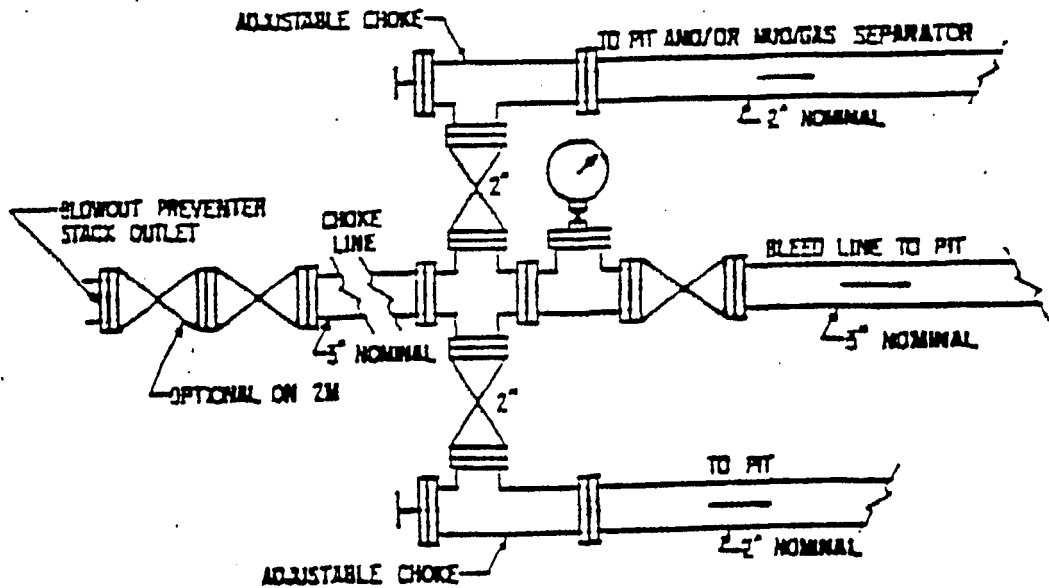 ADJUSTABLE CHOKE
TO PIT AND/OR MUD/GAS SEPARATOR
2" NOMINAL
2"
BLOWOUT PREVENTER
STACK OUTLET
CHOKE
LINE
BLEED LINE TO PIT
3" NOMINAL
3" NOMINAL
OPTIONAL ON 2M
2"
TO PIT
2" NOMINAL
ADJUSTABLE CHOKE